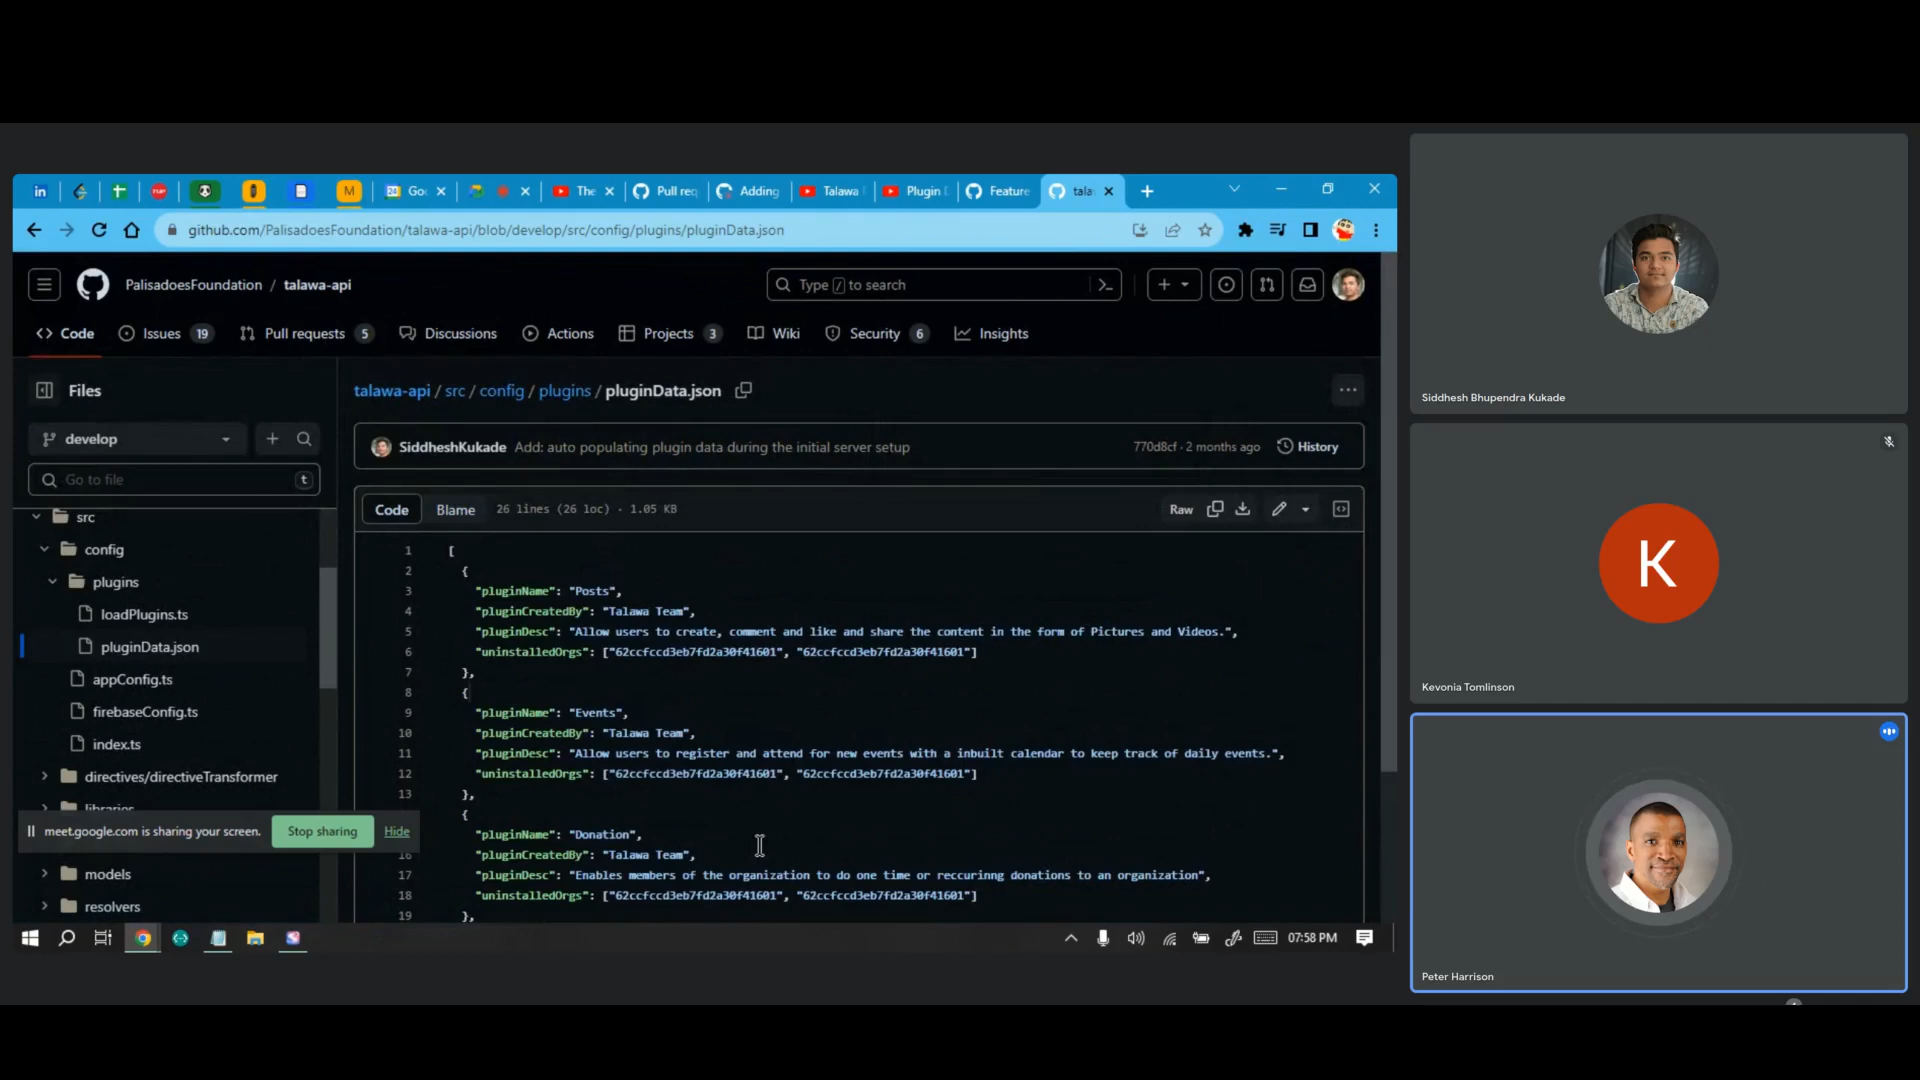 in
M
Go
The
Pull req
Adding
Talawa
Plugin
Feature
tala
github.com/PalisadoesFoundation/talawa-api/blob/develop/src/config/plugins/pluginData.json
PalisadoesFoundation / talawa-api
Type / to search
Code
Issues 19
Pull requests 5
Discussions
Actions
Projects 3
Wiki
Security 6
Insights
Files
develop
Go to file
t
src
config
plugins
loadPlugins.ts
pluginData.json
appConfig.ts
firebaseConfig.ts
index.ts
directives/directiveTransformer
libraries
models
resolvers
talawa-api / src / config / plugins / pluginData.json
SiddheshKukade Add: auto populating plugin data during the initial server setup
770d8cf · 2 months ago
History
Code
Blame
26 lines (26 loc) · 1.05 KB
Raw
1 [
2 {
3 "pluginName": "Posts",
4 "pluginCreatedBy": "Talawa Team",
5 "pluginDesc": "Allow users to create, comment and like and share the content in the form of Pictures and Videos.",
6 "uninstalledOrgs": ["62ccfccd3eb7fd2a30f41601", "62ccfccd3eb7fd2a30f41601"]
7 },
8 {
9 "pluginName": "Events",
10 "pluginCreatedBy": "Talawa Team",
11 "pluginDesc": "Allow users to register and attend for new events with a inbuilt calendar to keep track of daily events.",
12 "uninstalledOrgs": ["62ccfccd3eb7fd2a30f41601", "62ccfccd3eb7fd2a30f41601"]
13 },
{
"pluginName": "Donation",
16 "pluginCreatedBy": "Talawa Team",
17 "pluginDesc": "Enables members of the organization to do one time or reccurinng donations to an organization",
18 "uninstalledOrgs": ["62ccfccd3eb7fd2a30f41601", "62ccfccd3eb7fd2a30f41601"]
19 },
meet.google.com is sharing your screen.
Stop sharing
Hide
07:58 PM
Siddhesh Bhupendra Kukade
K
Kevonia Tomlinson
Peter Harrison